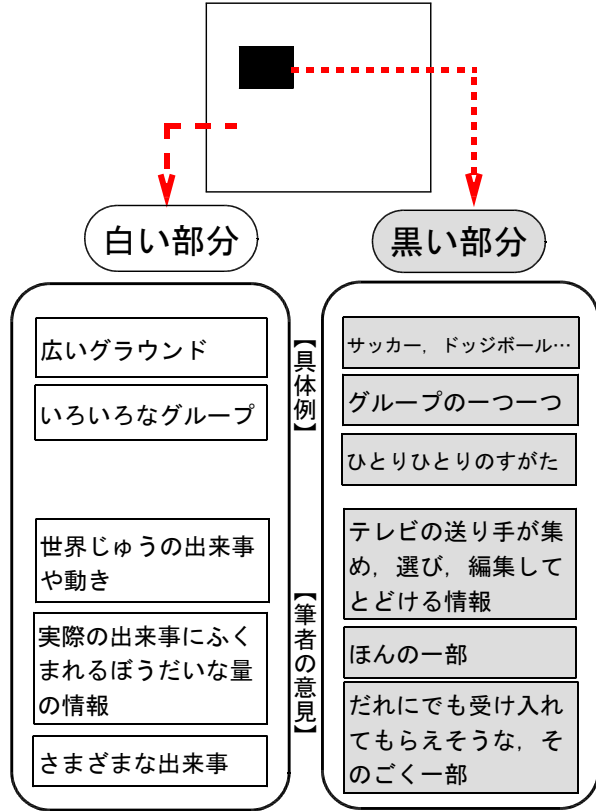 白い部分
黒い部分
広いグラウンド
いろいろなグループ
世界じゅうの出来事
や動き
実際の出来事にふく
まれるぼうだいな量
の情報
さまざまな出来事
【具体例】
【筆者の意見】
サッカー，ドッジボール…
グループの一つ一つ
ひとりひとりのすがた
テレビの送り手が集
め，選び，編集して
とどける情報
ほんの一部
だれにでも受け入れ
てもらえそうな，そ
のごく一部